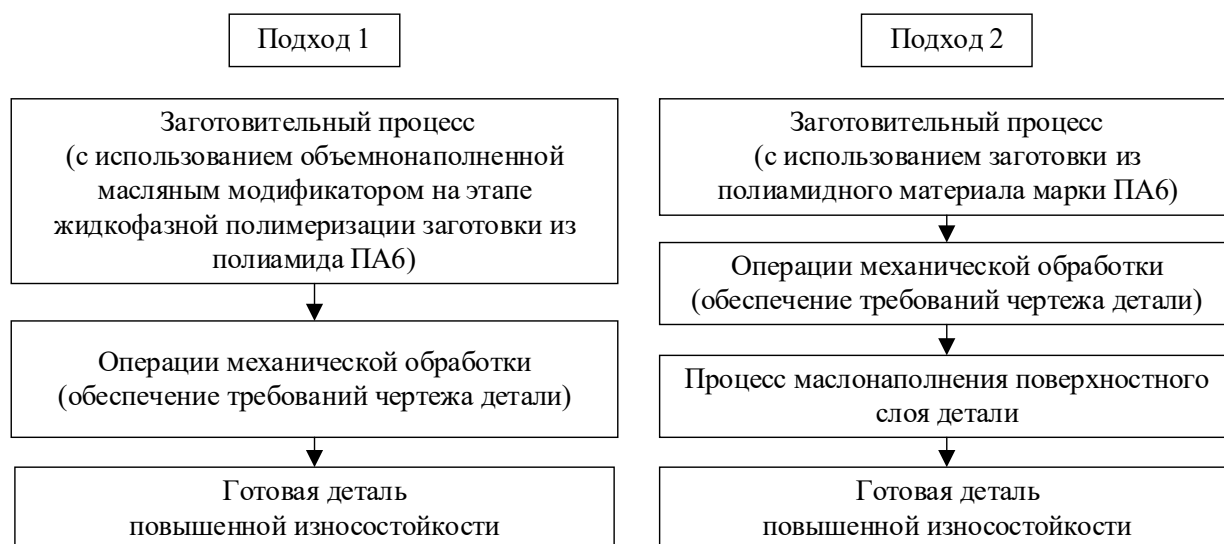 Подход 1
Заготовительный процесс
(с использованием объемнонаполненной
масляным модификатором на этапе
жидкофазной полимеризации заготовки из
полиамида ПА6)
Операции механической обработки
(обеспечение требований чертежа детали)
Готовая деталь
повышенной износостойкости
Подход 2
Заготовительный процесс
(с использованием заготовки из
полиамидного материала марки ПА6)
Операции механической обработки
(обеспечение требований чертежа детали)
Процесс маслонаполнения поверхностного
слоя детали
Готовая деталь
повышенной износостойкости